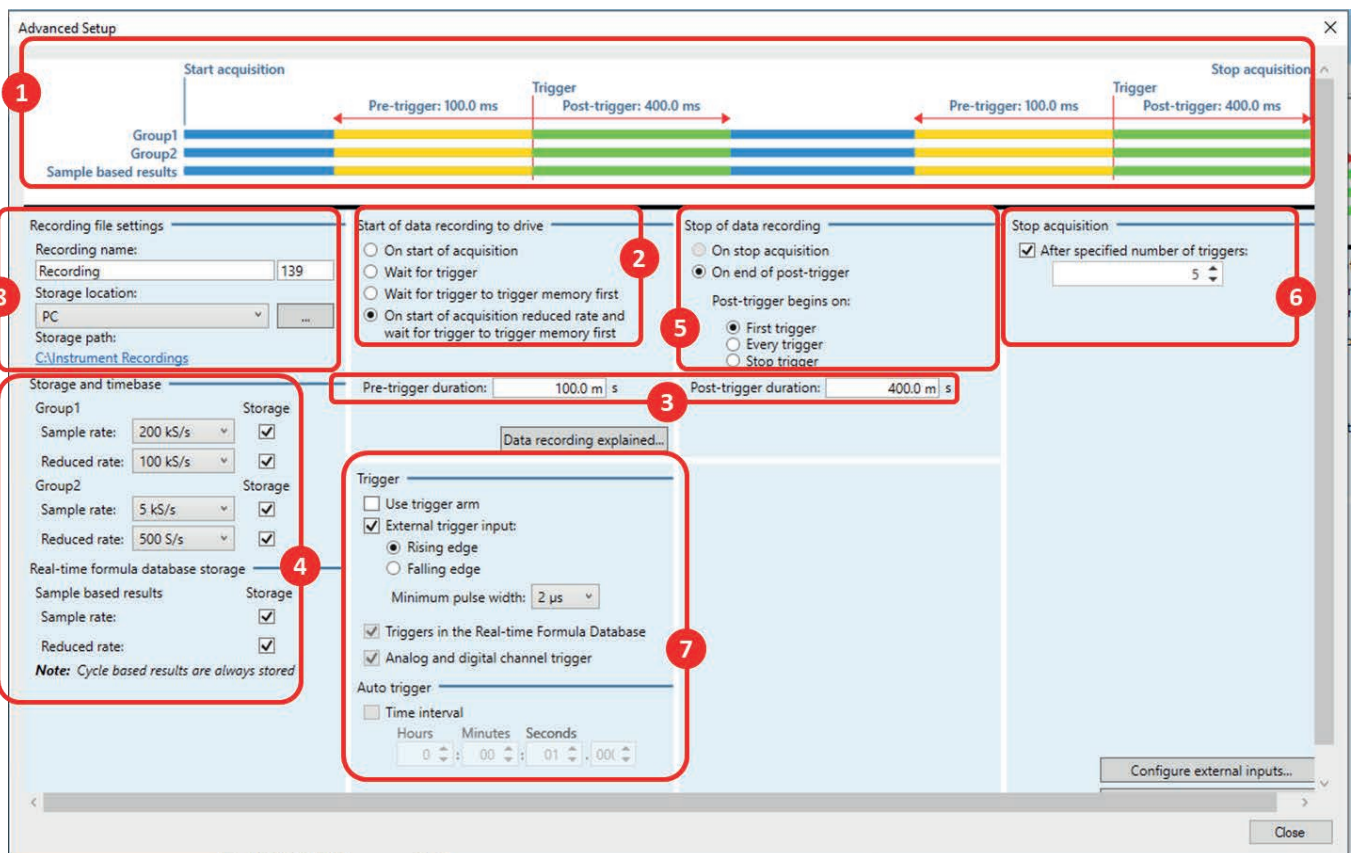 Advanced Setup
1
Start acquisition
Stop acquisition
Trigger
Trigger
Pre-trigger: 100.0 ms
Post-trigger: 400.0 ms
Pre-trigger: 100.0 ms
Post-trigger: 400.0 ms
Group1
Group2
Sample based results
Recording file settings
Recording name:
Recording
139
Storage location:
PC
...
Storage path:
C:\Instrument Recordings
Start of data recording to drive
On start of acquisition
Wait for trigger
Wait for trigger to trigger memory first
On start of acquisition reduced rate and
wait for trigger to trigger memory first
2
Stop of data recording
On stop acquisition
On end of post-trigger
Post-trigger begins on:
First trigger
Every trigger
Stop trigger
5
Stop acquisition
After specified number of triggers:
5
6
Pre-trigger duration:
100.0 m s
3
Post-trigger duration:
400.0 m s
Data recording explained...
Storage and timebase
Group1
Storage
Sample rate:
200 kS/s
Reduced rate:
100 kS/s
Group2
Storage
Sample rate:
5 kS/s
Reduced rate:
500 S/s
4
Real-time formula database storage
Sample based results
Storage
Sample rate:
Reduced rate:
Note: Cycle based results are always stored
Trigger
Use trigger arm
External trigger input:
Rising edge
Falling edge
Minimum pulse width:
2 µs
Triggers in the Real-time Formula Database
Analog and digital channel trigger
7
Auto trigger
Time interval
Hours
Minutes
Seconds
0 : 00 : 01 .
Configure external inputs...
Close